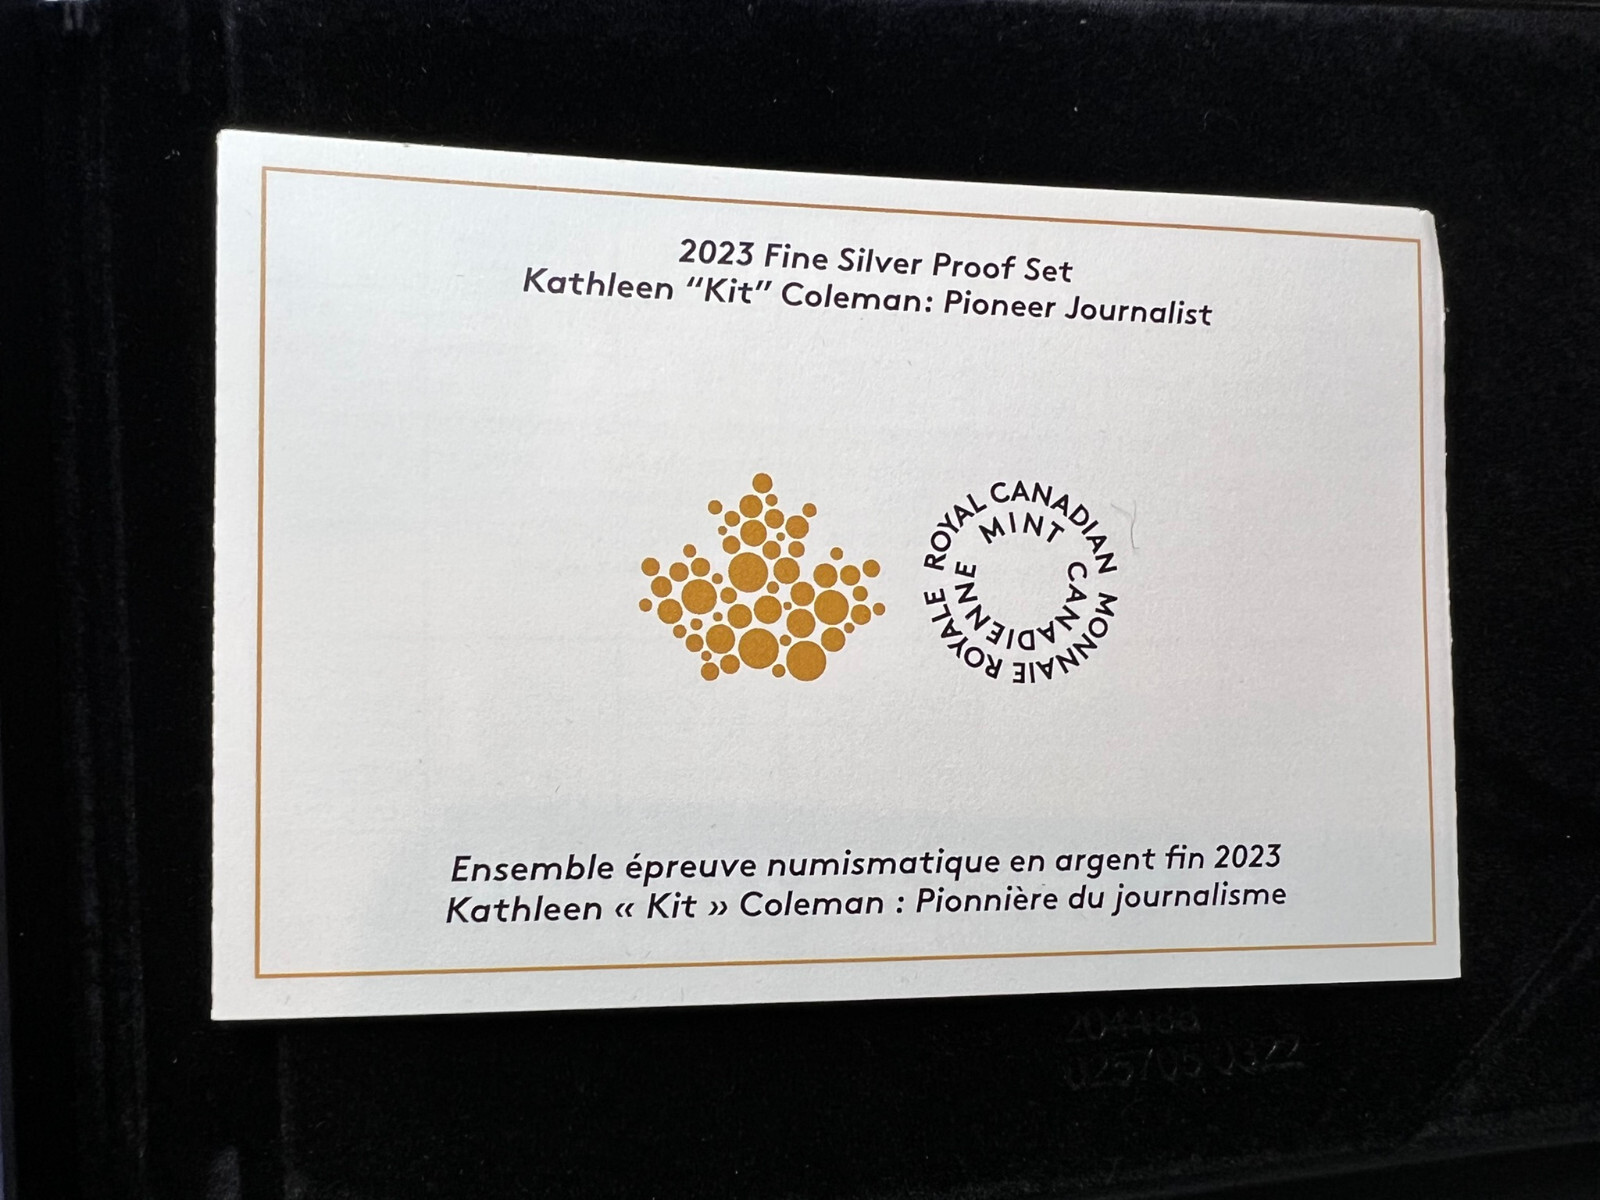 2023 Fine Silver Proof Set
Kathleen “Kit” Coleman: Pioneer Journalist
ROYAL CANADIAN MINT
MONNAIE ROYALE CANADIENNE
Ensemble épreuve numismatique en argent fin 2023
Kathleen « Kit » Coleman : Pionnière du journalisme